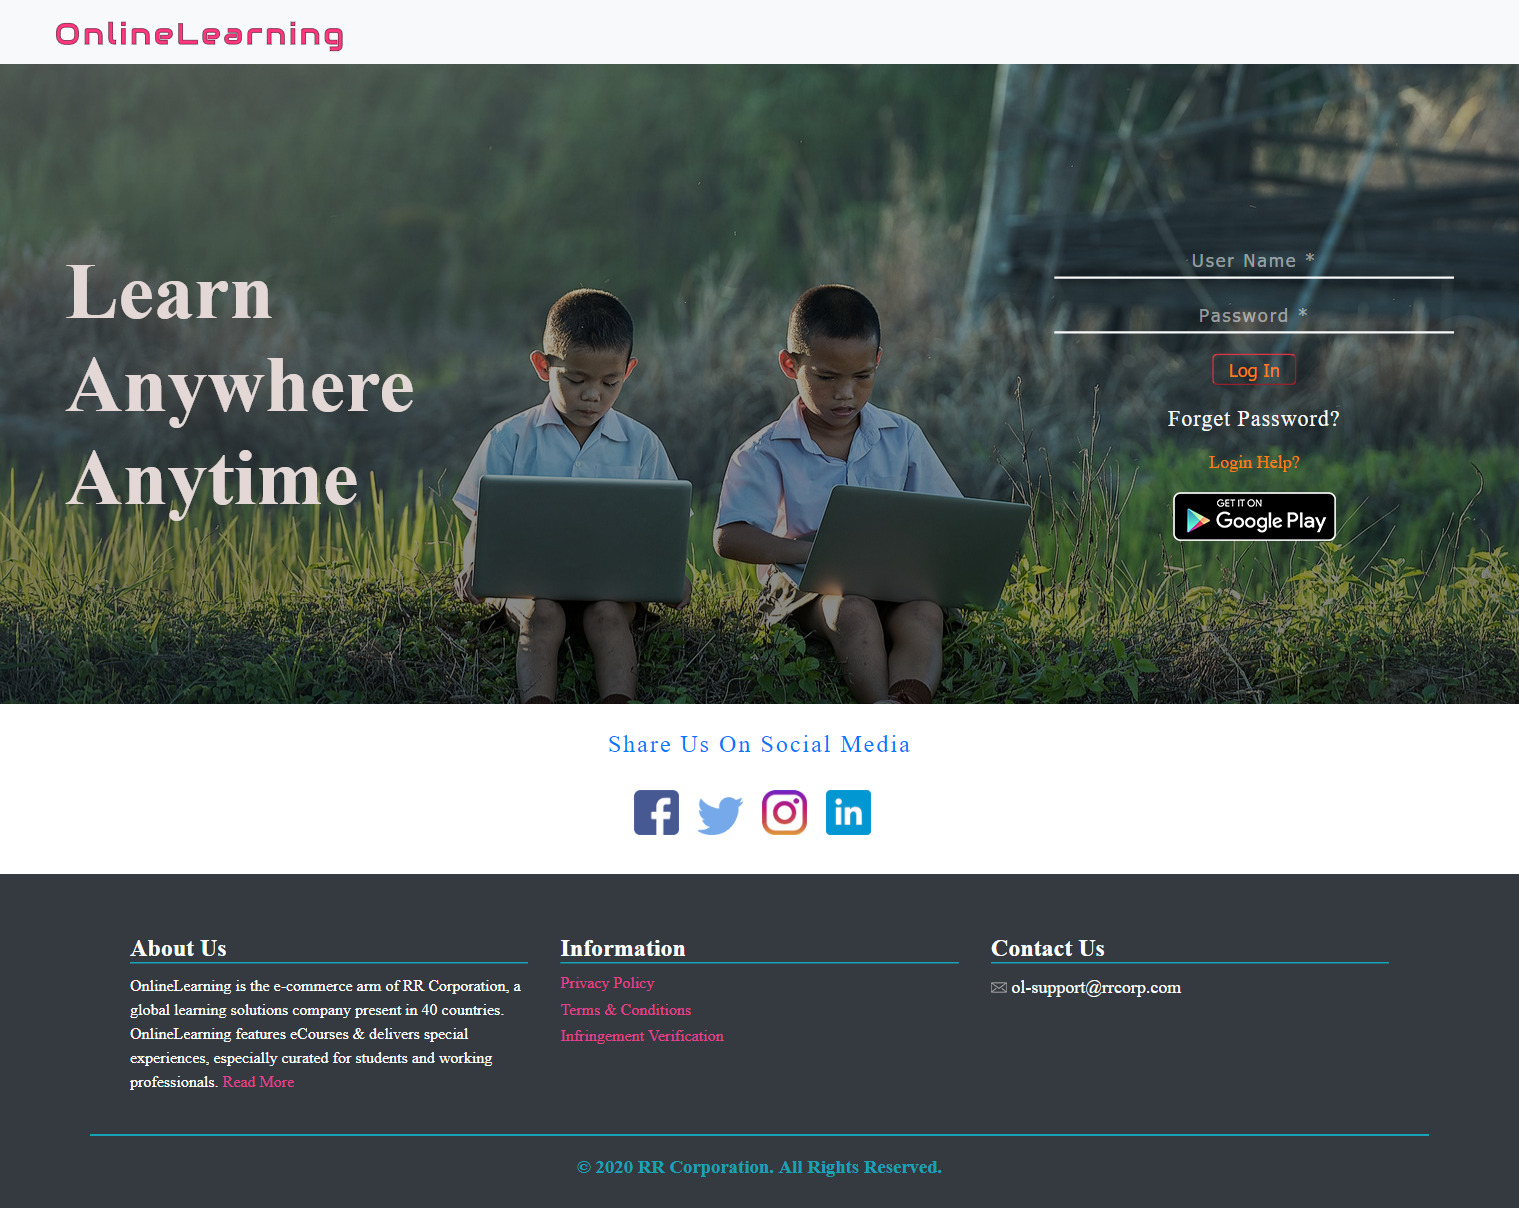 OnlineLearning
Learn
Anywhere
Anytime
User Name *
Password *
Log In
Forget Password?
Login Help?
GET IT ON
Google Play
Share Us On Social Media
About Us
OnlineLearning is the e-commerce arm of RR Corporation, a
global learning solutions company present in 40 countries.
OnlineLearning features eCourses & delivers special
experiences, especially curated for students and working
professionals. Read More
Information
Privacy Policy
Terms & Conditions
Infringement Verification
Contact Us
ol-support@rrcorp.com
© 2020 RR Corporation. All Rights Reserved.